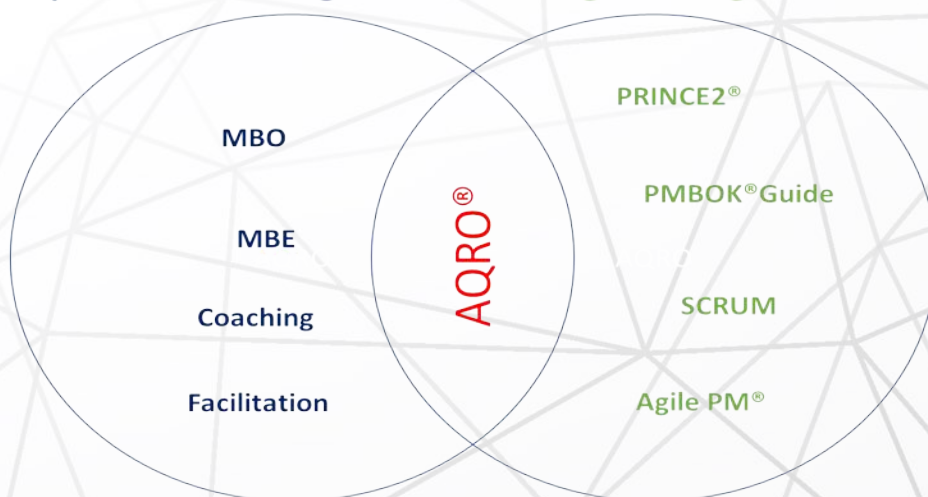 MBO
MBE
Coaching
Facilitation
AQRO®
PRINCE2®
PMBOK®Guide
SCRUM
Agile PM®